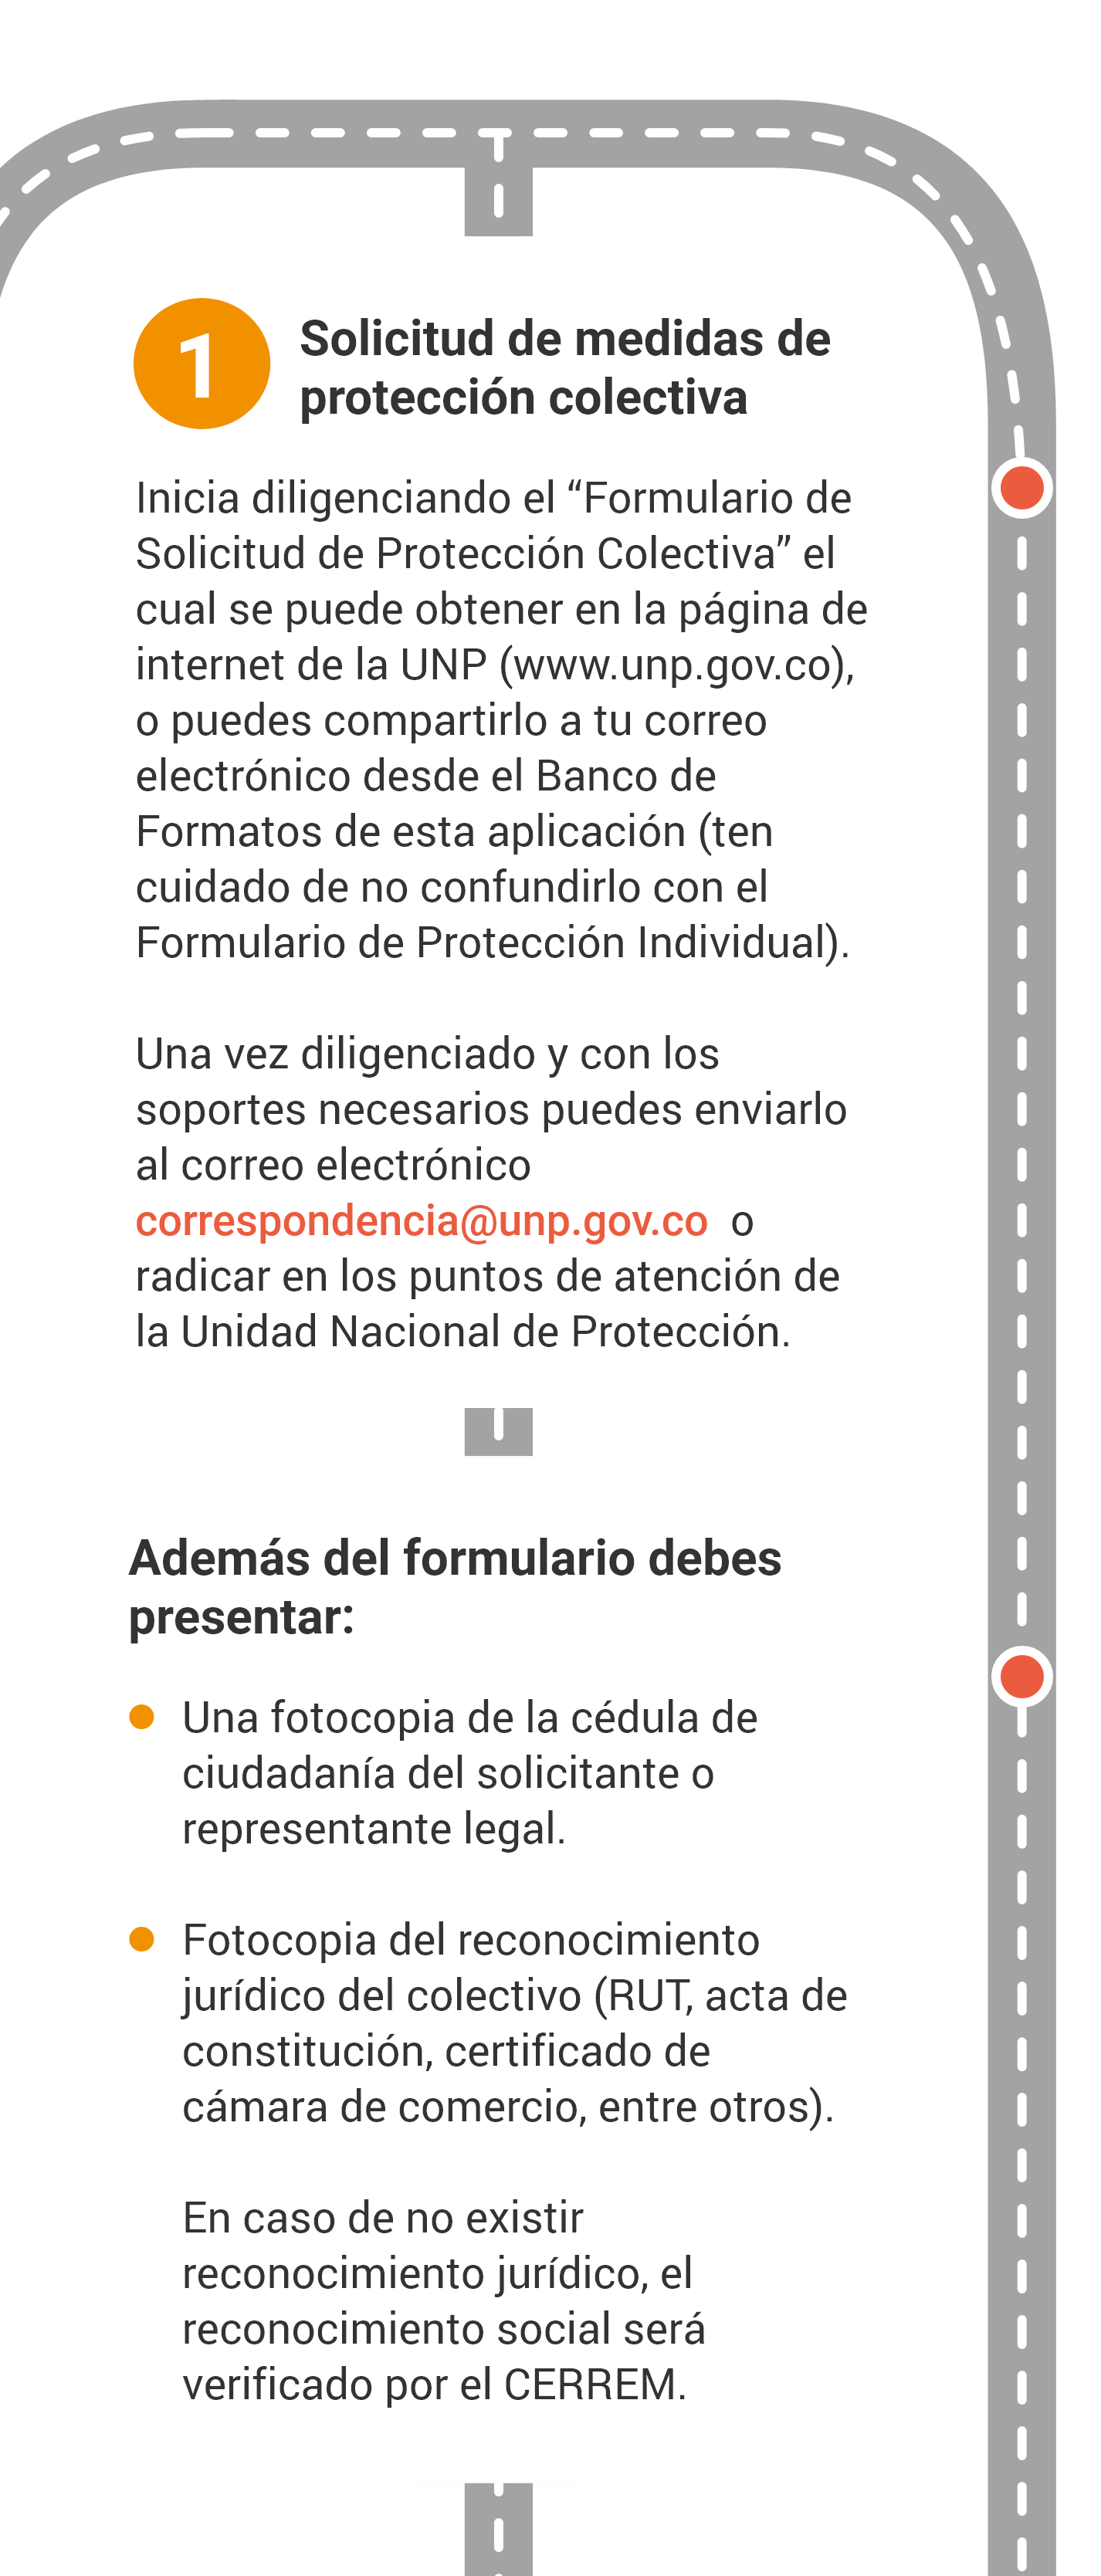 1
Solicitud de medidas de
protección colectiva
Inicia diligenciando el “Formulario de
Solicitud de Protección Colectiva” el
cual se puede obtener en la página de
internet de la UNP (www.unp.gov.co),
o puedes compartirlo a tu correo
electrónico desde el Banco de
Formatos de esta aplicación (ten
cuidado de no confundirlo con el
Formulario de Protección Individual).
Una vez diligenciado y con los
soportes necesarios puedes enviarlo
al correo electrónico
correspondencia@unp.gov.co o
radicar en los puntos de atención de
la Unidad Nacional de Protección.
Además del formulario debes
presentar:
Una fotocopia de la cédula de
ciudadanía del solicitante o
representante legal.
Fotocopia del reconocimiento
jurídico del colectivo (RUT, acta de
constitución, certificado de
cámara de comercio, entre otros).
En caso de no existir
reconocimiento jurídico, el
reconocimiento social será
verificado por el CERREM.